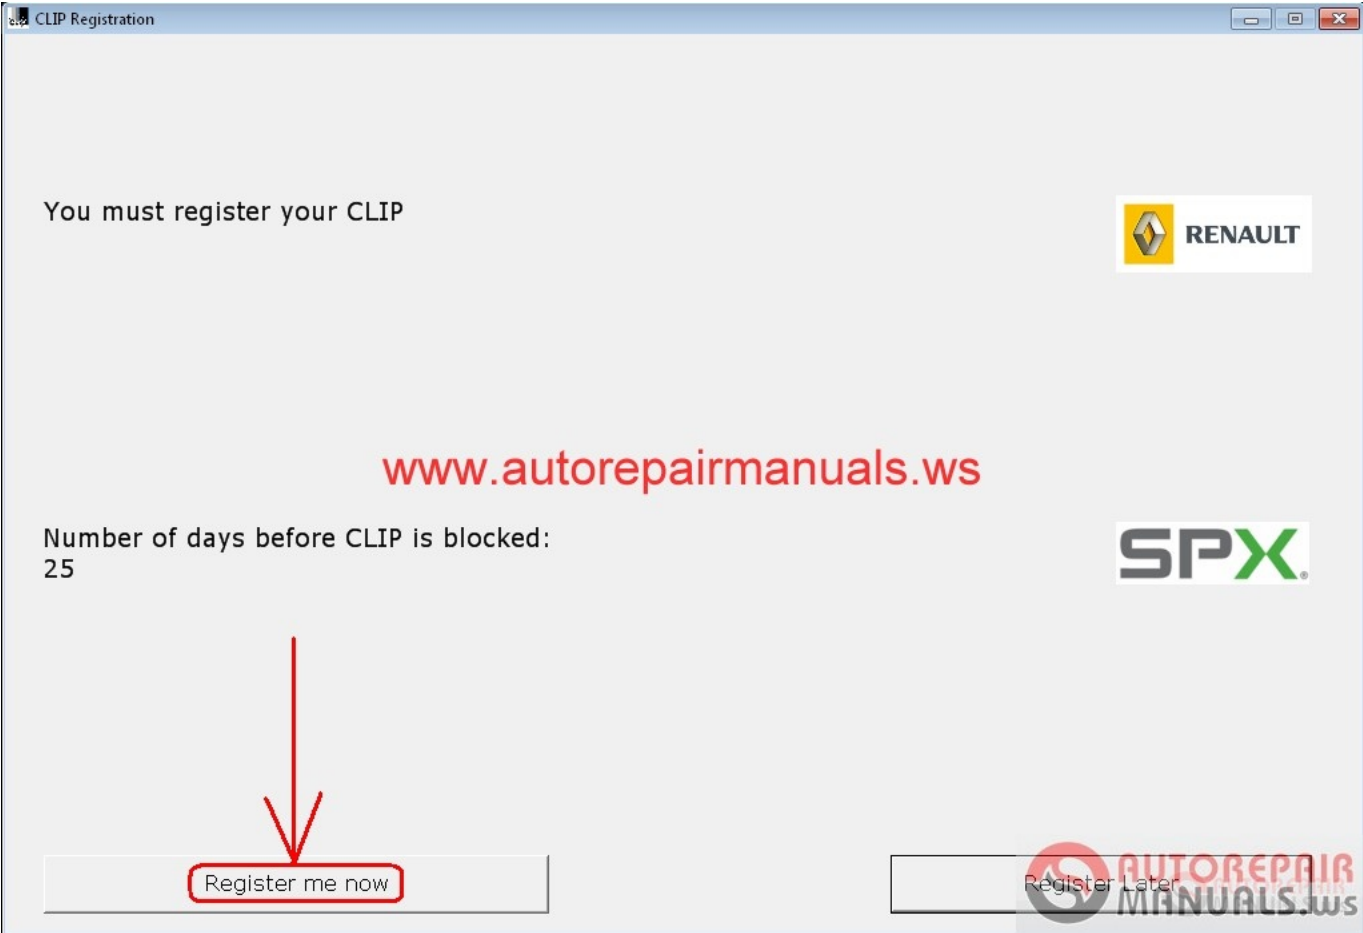 CLIP Registration
You must register your CLIP
RENAULT
www.autorepairmanuals.ws
Number of days before CLIP is blocked:
25
SPX
Register me now
Register Later
AUTOREPAIR
MANUALS.ws